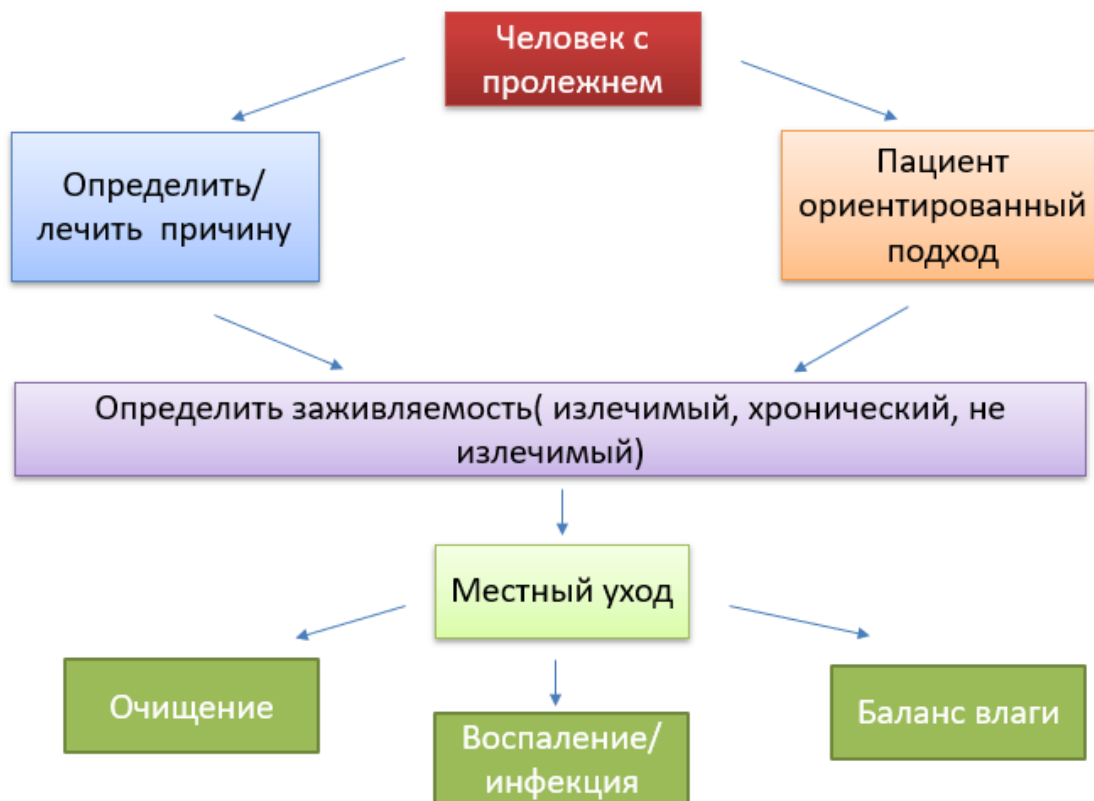 Человек с
пролежнем
Определить/
лечить причину
Пациент
ориентированный
подход
Определить заживляемость( излечимый, хронический, не
излечимый)
Местный уход
Очищение
Воспаление/
инфекция
Баланс влаги